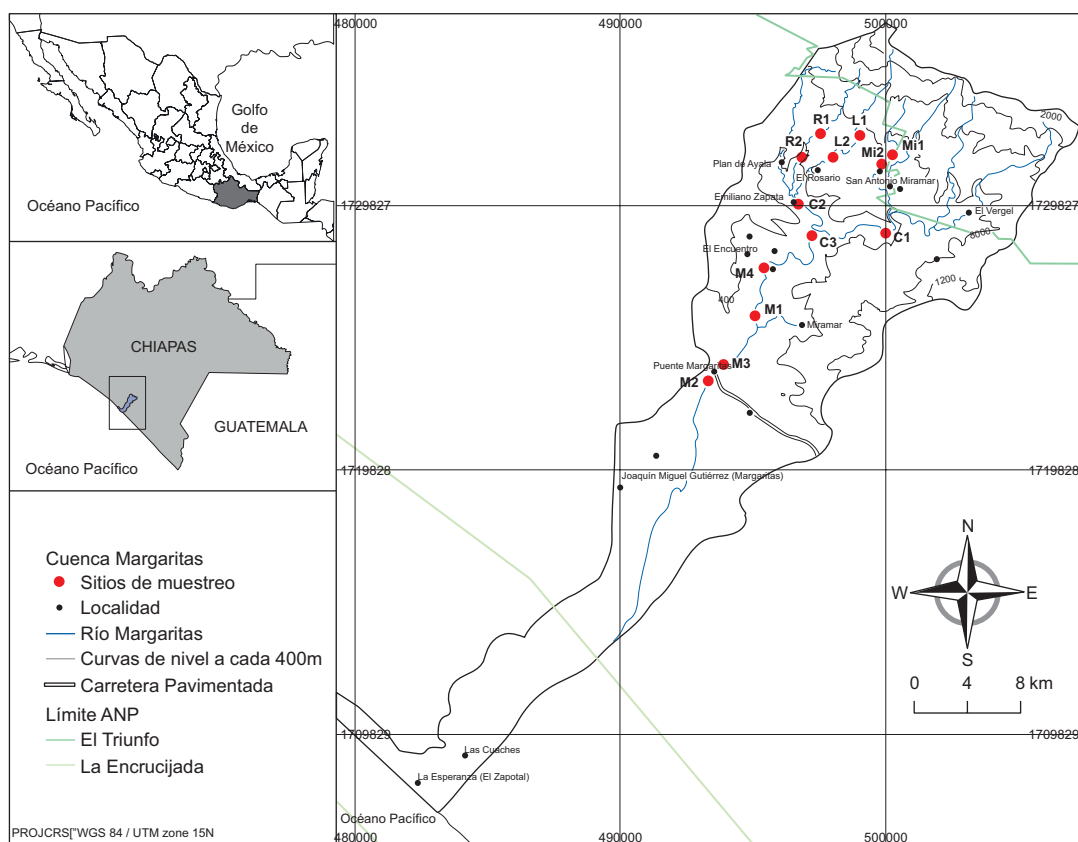 Golfo
de
México
Océano Pacífico
CHIAPAS
GUATEMALA
Océano Pacífico
Cuenca Margaritas
Sitios de muestreo
Localidad
Río Margaritas
Curvas de nivel a cada 400m
Carretera Pavimentada
Límite ANP
El Triunfo
La Encrucijada
PROJCRS["WGS 84 / UTM zone 15N
480000
490000
500000
2000
R1
L1
R2
L2
Mi2
Mi1
Plan de Ayala
El Rosario
San Antonio Miramar
Emiliano Zapata
C2
El Vergel
1729827
1729827
8000
C3
C1
El Encuentro
M4
1200
400
M1
Miramar
M3
Puente Margaritas
M2
1719828
1719828
Joaquín Miguel Gutiérrez (Margaritas)
N
W
E
S
0
4
8 km
1709829
1709829
Las Cuaches
La Esperanza (El Zapotal)
Océano Pacífico
480000
490000
500000